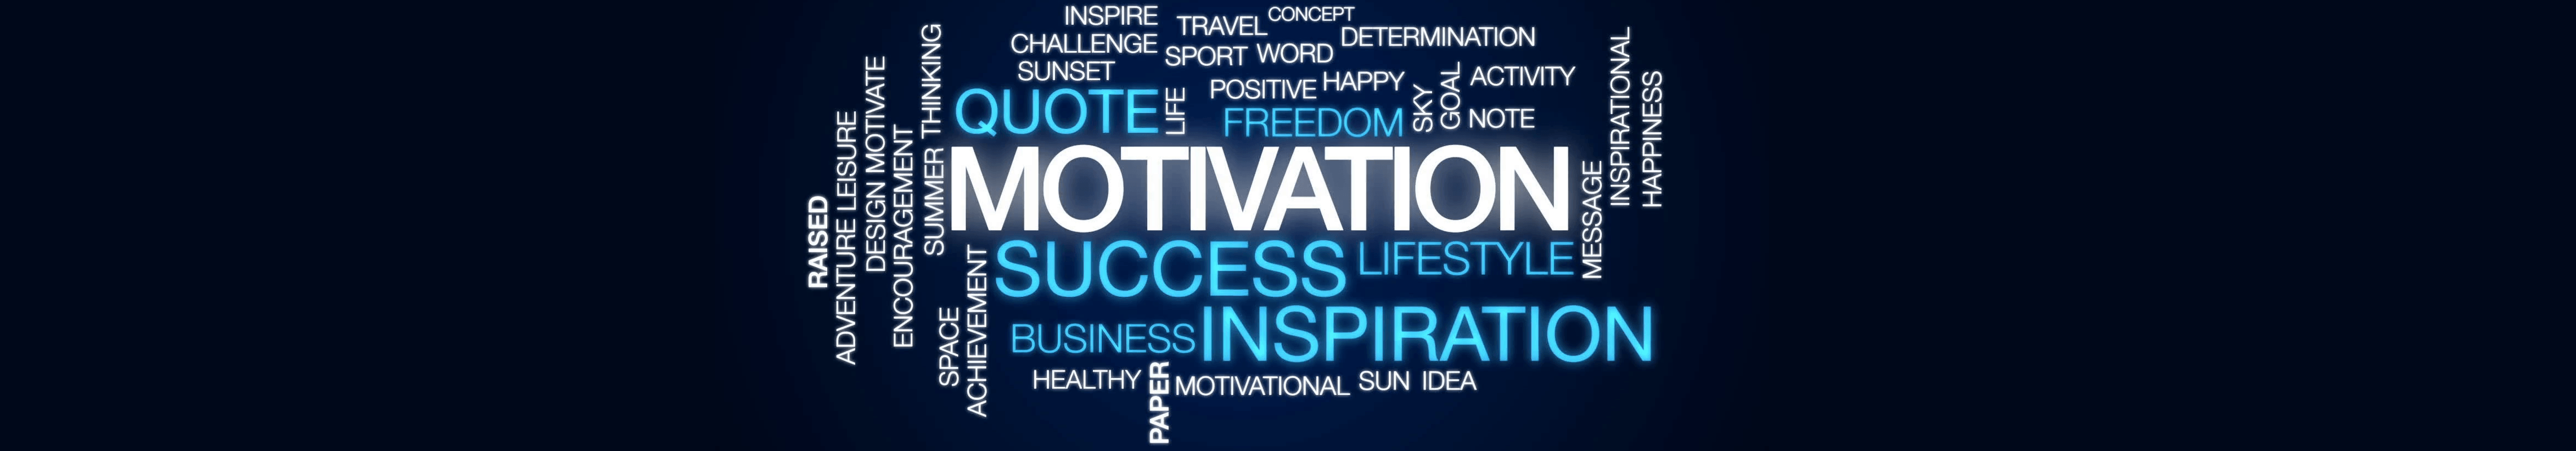 INSPIRE
TRAVEL
CONCEPT
CHALLENGE
SPORT
WORD
DETERMINATION
SUNSET
POSITIVE
HAPPY
SKY
GOAL
ACTIVITY
QUOTE
LIFE
FREEDOM
NOTE
INSPIRATIONAL
HAPPINESS
THINKING
DESIGN MOTIVATE
ADVENTURE LEISURE
RAISED
ENCOURAGEMENT
SUMMER
MOTIVATION
MESSAGE
SUCCESS
LIFESTYLE
SPACE
ACHIEVEMENT
BUSINESS
INSPIRATION
HEALTHY
PAPER
MOTIVATIONAL
SUN
IDEA